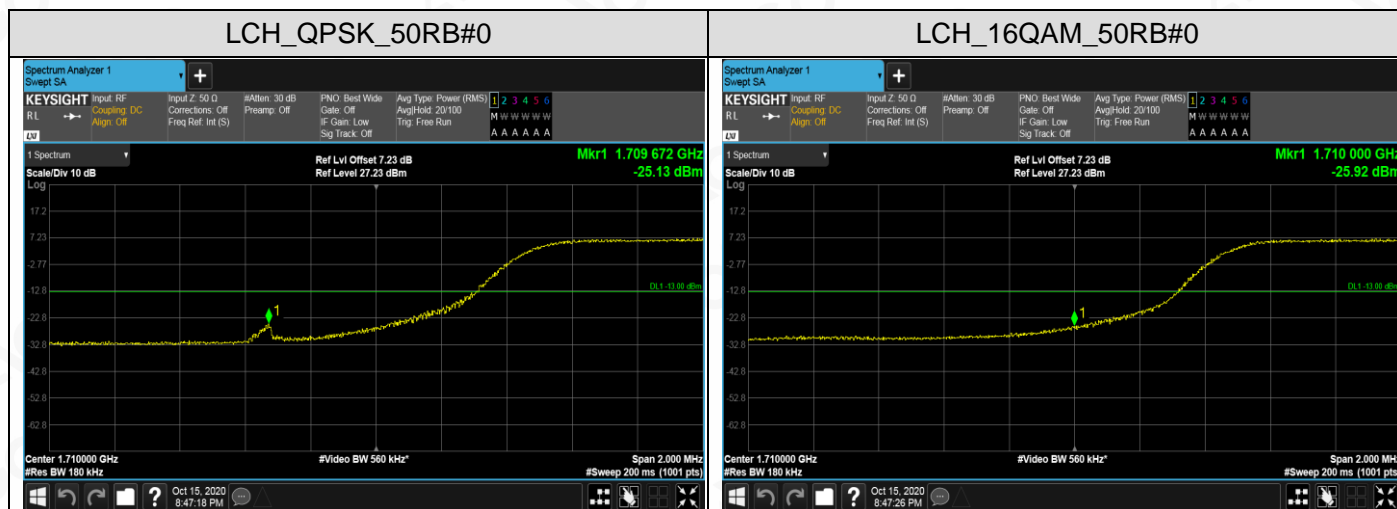 LCH_QPSK_50RB#0
Spectrum Analyzer 1
Swept SA
+
KEYSIGHT
RL
LXI
Input: RF
Coupling: DC
Align: Off
Input Z: 50 Ω
Corrections: Off
Freq Ref: Int (S)
#Atten: 30 dB
Preamp: Off
PNO: Best Wide
Gate: Off
IF Gain: Low
Sig Track: Off
Avg Type: Power (RMS)
Avg|Hold: 20/100
Trig: Free Run
1 2 3 4 5 6
M W W W W W
A A A A A A
1 Spectrum
Scale/Div 10 dB
Ref Lvl Offset 7.23 dB
Ref Level 27.23 dBm
Mkr1 1.709 672 GHz
-25.13 dBm
Log
17.2
7.23
-2.77
-12.8
DL1 -13.00 dBm
-22.8
1
-32.8
-42.8
-52.8
-62.8
Center 1.710000 GHz
#Res BW 180 kHz
#Video BW 560 kHz*
Span 2.000 MHz
#Sweep 200 ms (1001 pts)
?
Oct 15, 2020
8:47:18 PM
LCH_16QAM_50RB#0
Spectrum Analyzer 1
Swept SA
+
KEYSIGHT
RL
LXI
Input: RF
Coupling: DC
Align: Off
Input Z: 50 Ω
Corrections: Off
Freq Ref: Int (S)
#Atten: 30 dB
Preamp: Off
PNO: Best Wide
Gate: Off
IF Gain: Low
Sig Track: Off
Avg Type: Power (RMS)
Avg|Hold: 20/100
Trig: Free Run
1 2 3 4 5 6
M W W W W W
A A A A A A
1 Spectrum
Scale/Div 10 dB
Ref Lvl Offset 7.23 dB
Ref Level 27.23 dBm
Mkr1 1.710 000 GHz
-25.92 dBm
Log
17.2
7.23
-2.77
-12.8
DL1 -13.00 dBm
-22.8
1
-32.8
-42.8
-52.8
-62.8
Center 1.710000 GHz
#Res BW 180 kHz
#Video BW 560 kHz*
Span 2.000 MHz
#Sweep 200 ms (1001 pts)
?
Oct 15, 2020
8:47:26 PM